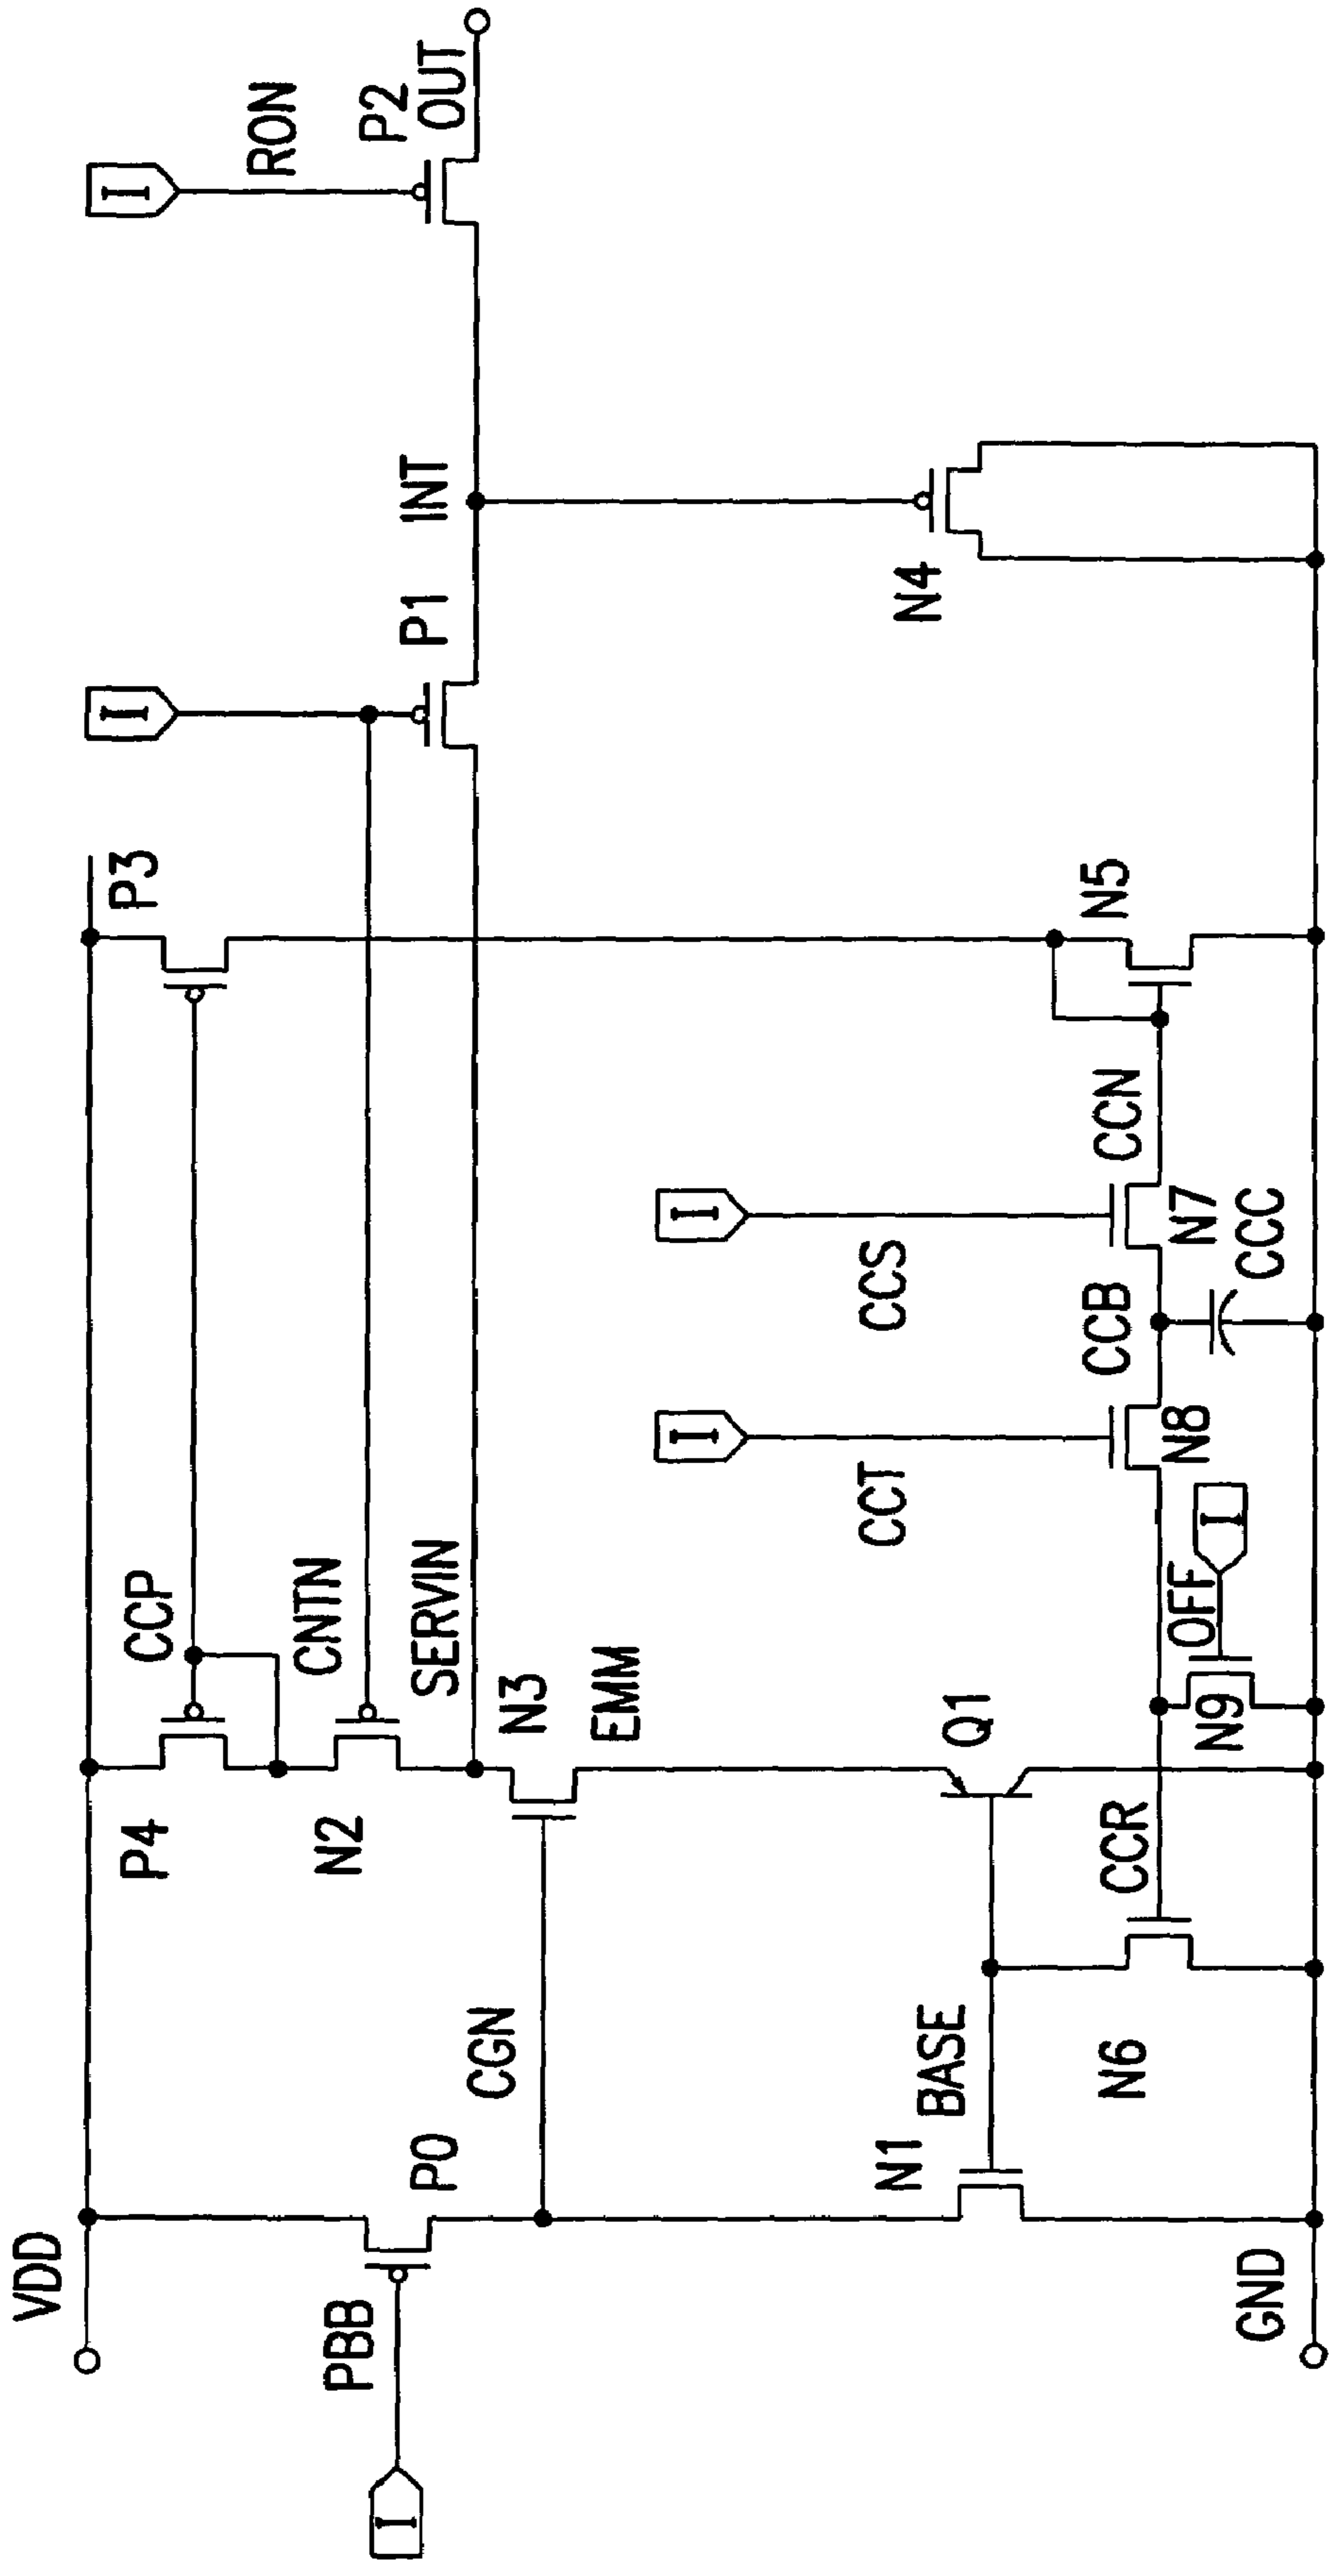 VDD
PBB
I
P0
CGN
N1
BASE
N6
GND
P4
CCP
N2
CNTN
SERVIN
N3
EMM
Q1
CCR
N9
OFF
I
CCT
I
N8
CCB
CCS
I
N7
CCC
CCN
N5
P3
I
P1
INT
N4
I
RON
P2
OUT